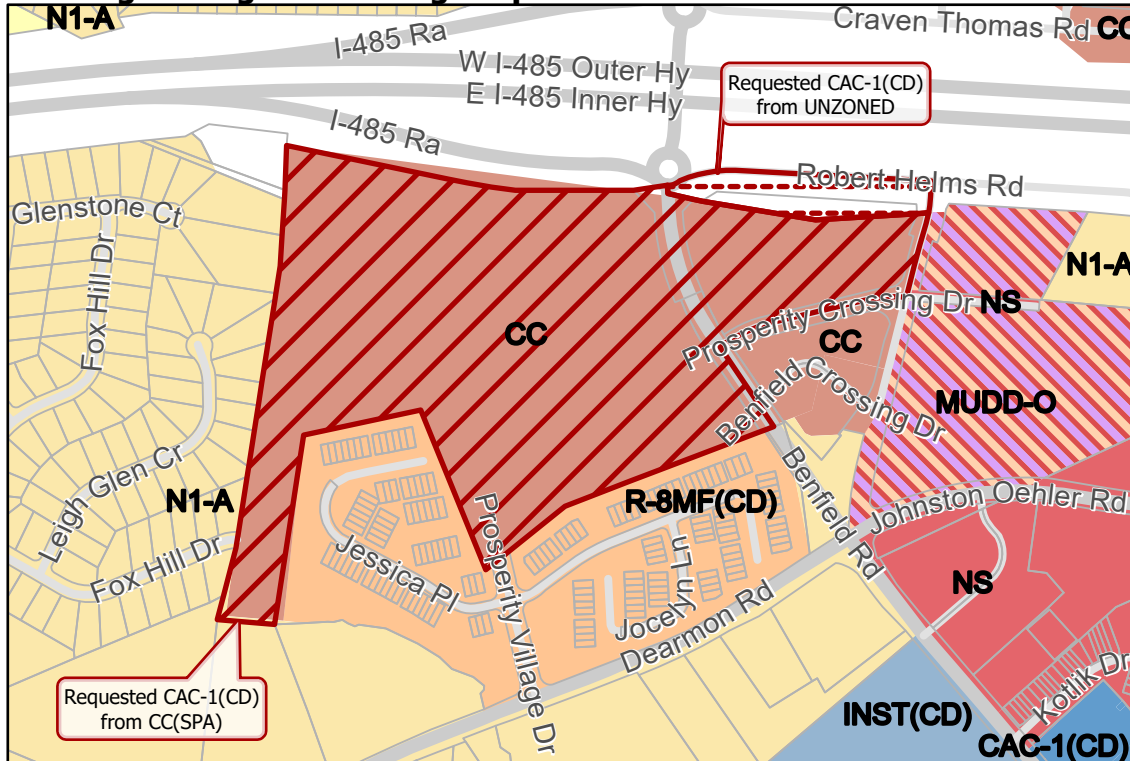 N1-A
I-485 Ra
Craven Thomas Rd
CC
W I-485 Outer Hy
E I-485 Inner Hy
Requested CAC-1(CD)
from UNZONED
I-485 Ra
Robert Helms Rd
Glenstone Ct
Fox Hill Dr
N1-A
Prosperity Crossing Dr
NS
CC
CC
Benfield Crossing Dr
MUDD-O
Leigh Glen Cr
N1-A
R-8MF(CD)
Benfield Rd
Johnston Oehler Rd
Fox Hill Dr
Jessica Pl
Prosperity Village Dr
Jocelyn Ln
Dearmon Rd
NS
Kotlik Dr
Requested CAC-1(CD)
from CC(SPA)
INST(CD)
CAC-1(CD)